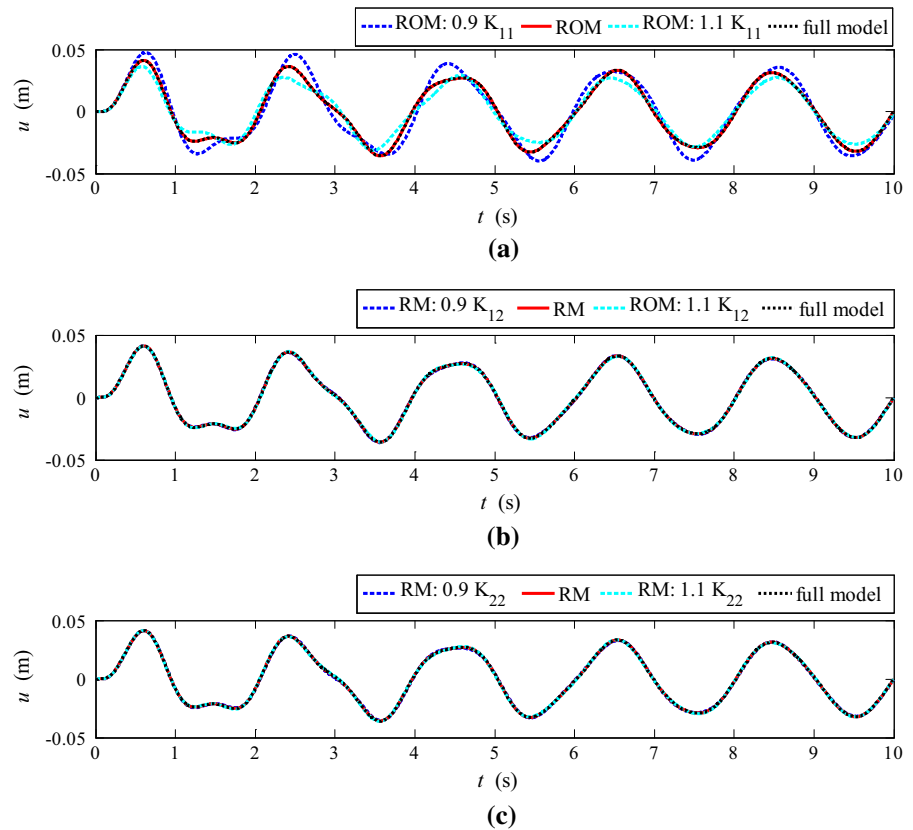 ROM: 0.9 K11 ROM ROM: 1.1 K11 full model
0.05
0
-0.05
u (m)
0 1 2 3 4 5 6 7 8 9 10
t (s)
(a)
RM: 0.9 K12 RM ROM: 1.1 K12 full model
0.05
0
-0.05
u (m)
0 1 2 3 4 5 6 7 8 9 10
t (s)
(b)
RM: 0.9 K22 RM RM: 1.1 K22 full model
0.05
0
-0.05
u (m)
0 1 2 3 4 5 6 7 8 9 10
t (s)
(c)